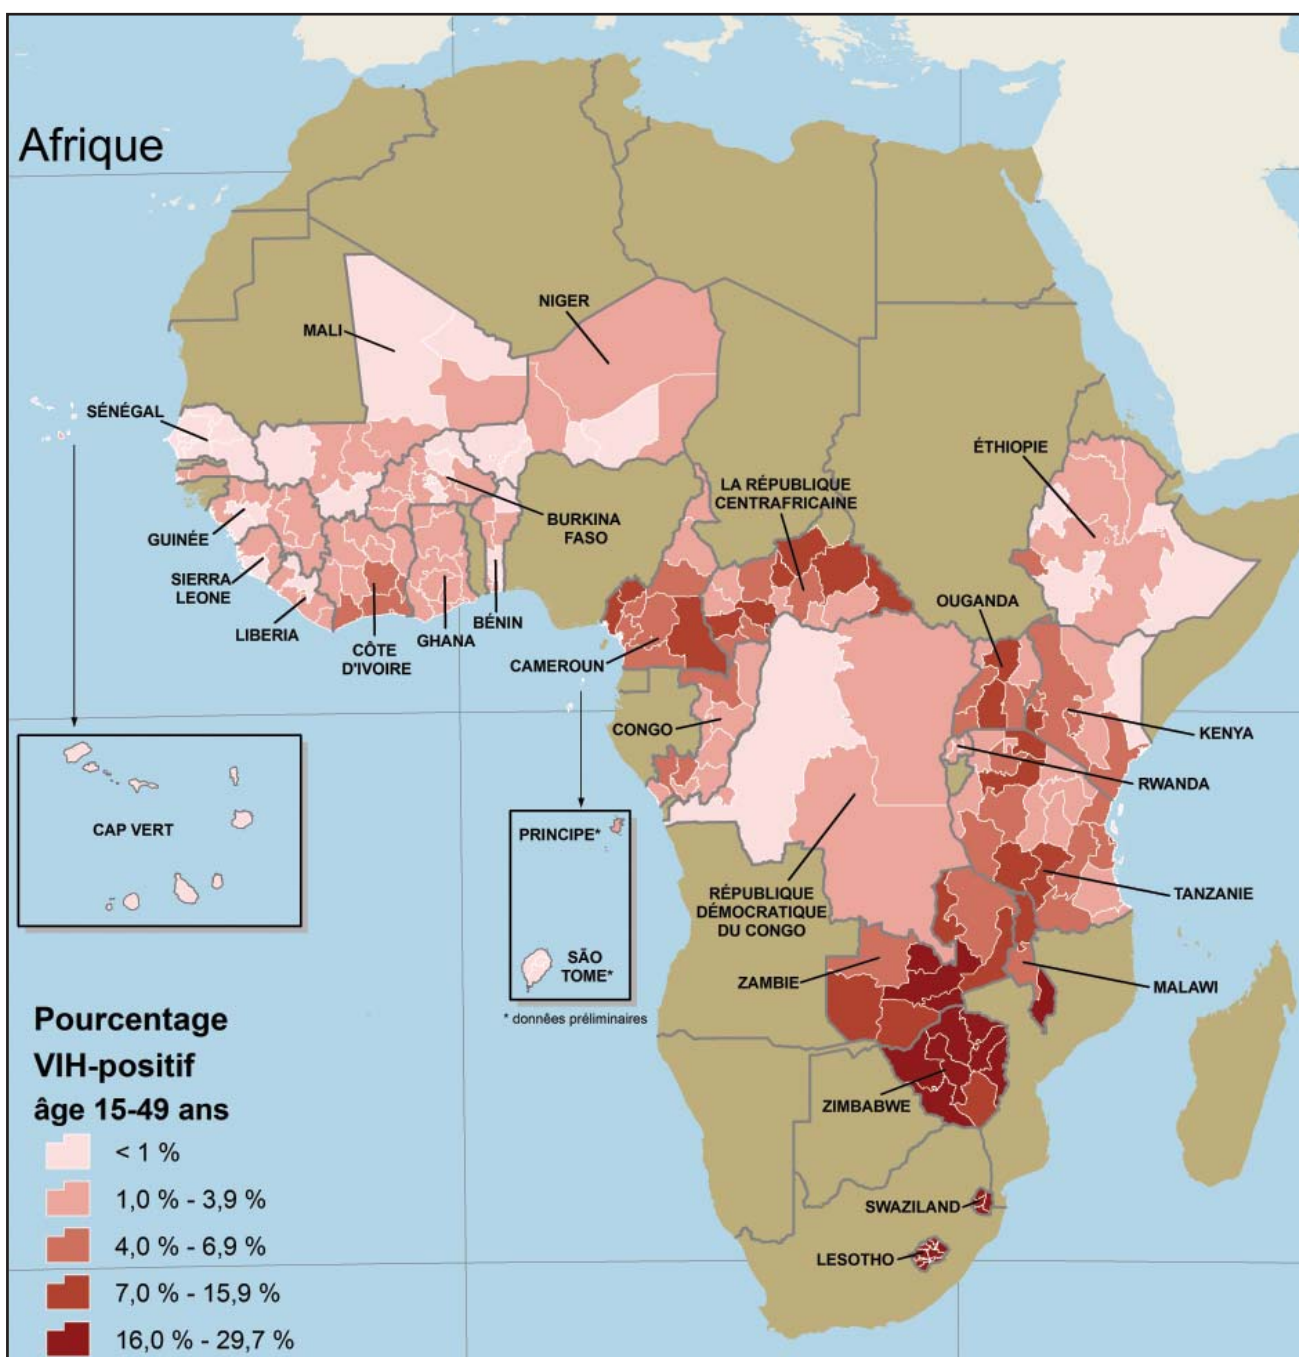 Afrique
NIGER
MALI
SÉNÉGAL
ÉTHIOPIE
LA RÉPUBLIQUE
CENTRAFRICAINE
BURKINA
FASO
GUINÉE
SIERRA
LEONE
OUGANDA
LIBERIA
CÔTE
D'IVOIRE
GHANA
BÉNIN
CAMEROUN
CONGO
KENYA
RWANDA
CAP VERT
PRINCIPE*
RÉPUBLIQUE
DÉMOCRATIQUE
DU CONGO
TANZANIE
SÃO
TOME*
ZAMBIE
MALAWI
* données préliminaires
Pourcentage
VIH-positif
âge 15-49 ans
ZIMBABWE
< 1 %
1,0 % - 3,9 %
SWAZILAND
4,0 % - 6,9 %
LESOTHO
7,0 % - 15,9 %
16,0 % - 29,7 %